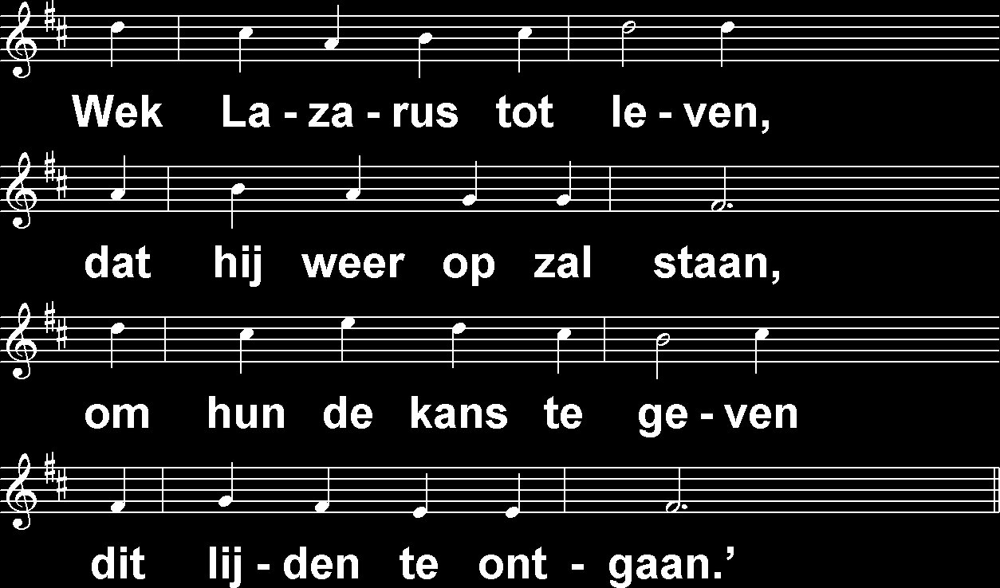 Wek La - za - rus tot le - ven,
dat hij weer op zal staan,
om hun de kans te ge - ven
dit lij - den te ont - gaan.’